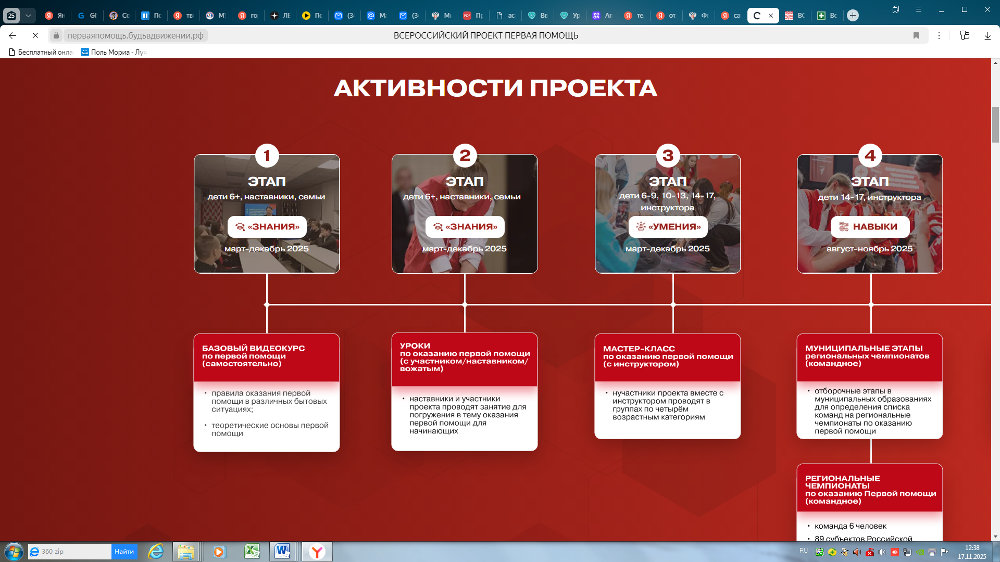 25
Ян
Gl
Со
По
тв
М
го
ЛЕ
По
(3
Ма
(3
М
Пр
ас
Вв
Ур
Ап
те
от
Фо
са
ВС
Вс
перваяпомощь.будьвдвижении.рф
ВСЕРОССИЙСКИЙ ПРОЕКТ ПЕРВАЯ ПОМОЩЬ
Бесплатный онла
Поль Мориа - Луч
АКТИВНОСТИ ПРОЕКТА
1
ЭТАП
дети 6+, наставники, семьи
«ЗНАНИЯ»
март-декабрь 2025
2
ЭТАП
дети 6+, наставники, семьи
«ЗНАНИЯ»
март-декабрь 2025
3
ЭТАП
дети 6-9, 10-13, 14-17,
инструктора
«УМЕНИЯ»
март-декабрь 2025
4
ЭТАП
дети 14-17, инструктора
НАВЫКИ
август-ноябрь 2025
БАЗОВЫЙ ВИДЕОКУРС
по первой помощи
(самостоятельно)
• правила оказания первой
помощи в различных бытовых
ситуациях;
• теоретические основы первой
помощи
УРОКИ
по оказанию первой помощи
(с участником/наставником/
вожатым)
• наставники и участники
проекта проводят занятие для
погружения в тему оказания
первой помощи для
начинающих
МАСТЕР-КЛАСС
по оказанию первой помощи
(с инструктором)
• нучастники проекта вместе с
инструктором проводят в
группах по четырём
возрастным категориям
МУНИЦИПАЛЬНЫЕ ЭТАПЫ
региональных чемпионатов
(командное)
• отборочные этапы в
муниципальных образованиях
для определения списка
команд на региональные
чемпионаты по оказанию
первой помощи
РЕГИОНАЛЬНЫЕ
ЧЕМПИОНАТЫ
по оказанию Первой помощи
(командное)
• команда 6 человек
• 89 субъектов Российской
360 zip
Найти
RU
12:38
17.11.2025